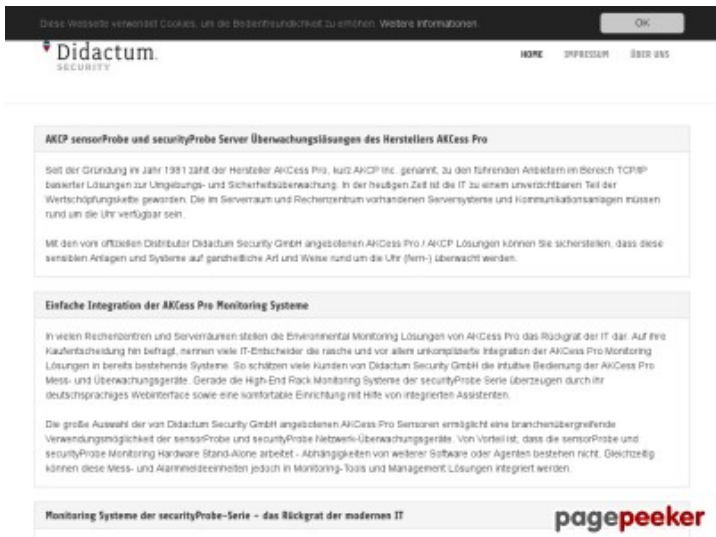 Diese Webseite verwendet Cookies, um die Bedienfreundlichkeit zu erhöhen. Weitere Informationen. OK
Didactum.
SECURITY
HOME IMPRESSUM ÜBER UNS
AKCP sensorProbe und securityProbe Server Überwachungslösungen des Herstellers AKCess Pro
Seit der Gründung im Jahr 1981 zählt der Hersteller AKCess Pro, kurz AKCP Inc. genannt, zu den führenden Anbietern im Bereich TCP/IP
basierter Lösungen zur Umgebungs- und Sicherheitsüberwachung. In der heutigen Zeit ist die IT zu einem unverzichtbaren Teil der
Wertschöpfungskette geworden. Die im Serverraum und Rechenzentrum vorhandenen Serversysteme und Kommunikationsanlagen müssen
rund um die Uhr verfügbar sein.
Mit den vom offiziellen Distributor Didactum Security GmbH angebotenen AKCess Pro / AKCP Lösungen können Sie sicherstellen, dass diese
sensiblen Anlagen und Systeme auf ganzheitliche Art und Weise rund um die Uhr (fern-) überwacht werden.
Einfache Integration der AKCess Pro Monitoring Systeme
In vielen Rechenzentren und Serverräumen stellen die Environmental Monitoring Lösungen von AKCess Pro das Rückgrat der IT dar. Auf ihre
Kaufentscheidung hin befragt, nennen viele IT-Entscheider die rasche und vor allem unkomplizierte Integration der AKCess Pro Monitoring
Lösungen in bereits bestehende Systeme. So schätzen viele Kunden von Didactum Security GmbH die intuitive Bedienung der AKCess Pro
Mess- und Überwachungsgeräte. Gerade die High-End Rack Monitoring Systeme der securityProbe Serie überzeugen durch ihr
deutschsprachiges Webinterface sowie eine komfortable Einrichtung mit Hilfe von integrierten Assistenten.
Die große Auswahl der von Didactum Security GmbH angebotenen AKCess Pro Sensoren ermöglicht eine branchenübergreifende
Verwendungsmöglichkeit der sensorProbe und securityProbe Netzwerk-Überwachungsgeräte. Von Vorteil ist, dass die sensorProbe und
securityProbe Monitoring Hardware Stand-Alone arbeitet - Abhängigkeiten von weiterer Software oder Agenten bestehen nicht. Gleichzeitig
können diese Mess- und Alarmmeldeeinheiten jedoch in Monitoring-Tools und Management Lösungen integriert werden.
Monitoring Systeme der securityProbe-Serie – das Rückgrat der modernen IT
pagepeeker